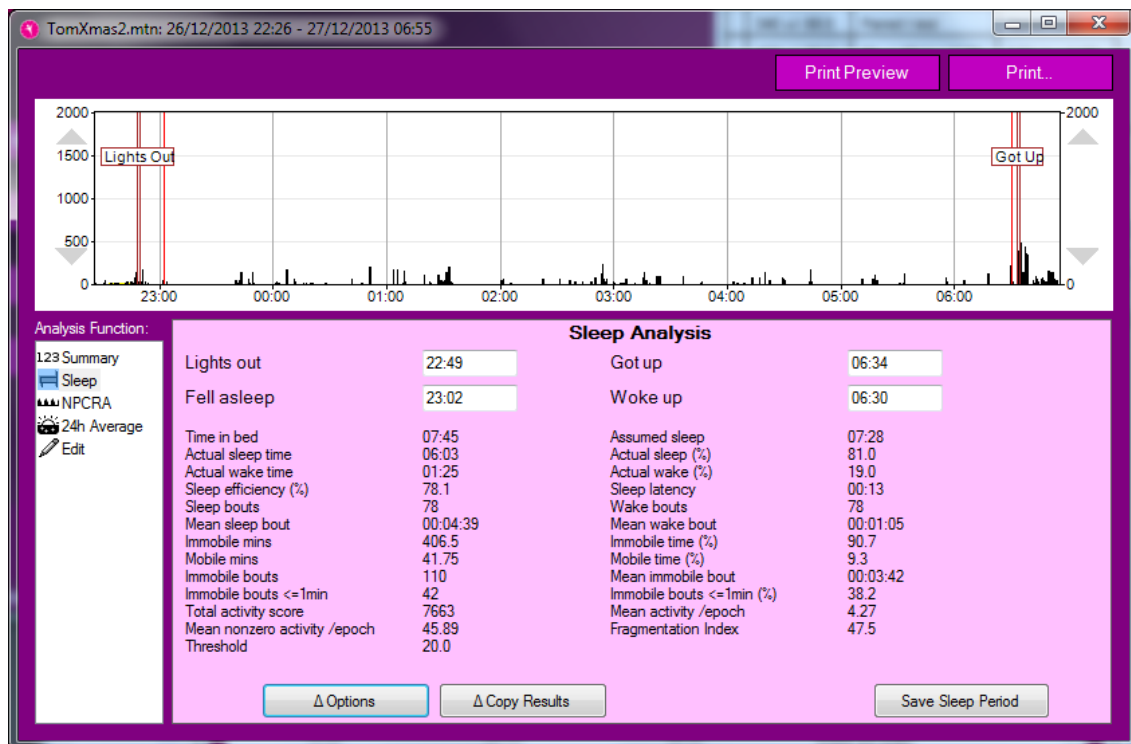 TomXmas2.mtn: 26/12/2013 22:26 - 27/12/2013 06:55
Print Preview Print...
2000 2000
1500 Lights Out Got Up
1000
500
0 0
23:00 00:00 01:00 02:00 03:00 04:00 05:00 06:00
Analysis Function:
123 Summary
Sleep
NPCRA
24h Average
Edit
Sleep Analysis
Lights out 22:49 Got up 06:34
Fell asleep 23:02 Woke up 06:30
Time in bed 07:45 Assumed sleep 07:28
Actual sleep time 06:03 Actual sleep (%) 81.0
Actual wake time 01:25 Actual wake (%) 19.0
Sleep efficiency (%) 78.1 Sleep latency 00:13
Sleep bouts 78 Wake bouts 78
Mean sleep bout 00:04:39 Mean wake bout 00:01:05
Immobile mins 406.5 Immobile time (%) 90.7
Mobile mins 41.75 Mobile time (%) 9.3
Immobile bouts 110 Mean immobile bout 00:03:42
Immobile bouts <=1min 42 Immobile bouts <=1min (%) 38.2
Total activity score 7663 Mean activity /epoch 4.27
Mean nonzero activity /epoch 45.89 Fragmentation Index 47.5
Threshold 20.0
Δ Options Δ Copy Results Save Sleep Period